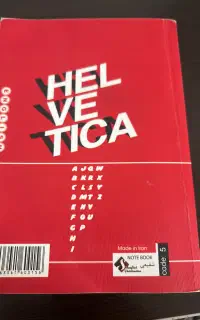 HEL
VE
TICA
A J Q W
B K R X
C L S Y
D M T Z
E N U
F O V
G P
H
I
Made in Iran
NOTE BOOK
code: 5